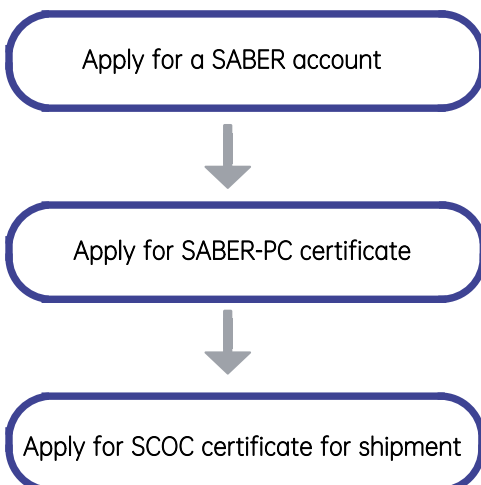 Apply for a SABER account
Apply for SABER-PC certificate
Apply for SCOC certificate for shipment